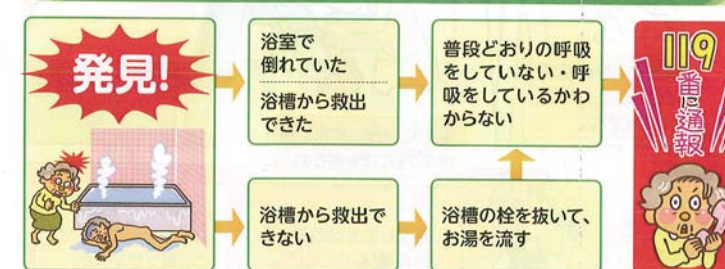 発見!
浴室で
倒れていた
浴槽から救出
できた
普段どおりの呼吸
をしていない・呼
吸をしているかわ
からない
119
番に通報
浴槽から救出で
きない
浴槽の栓を抜いて、
お湯を流す